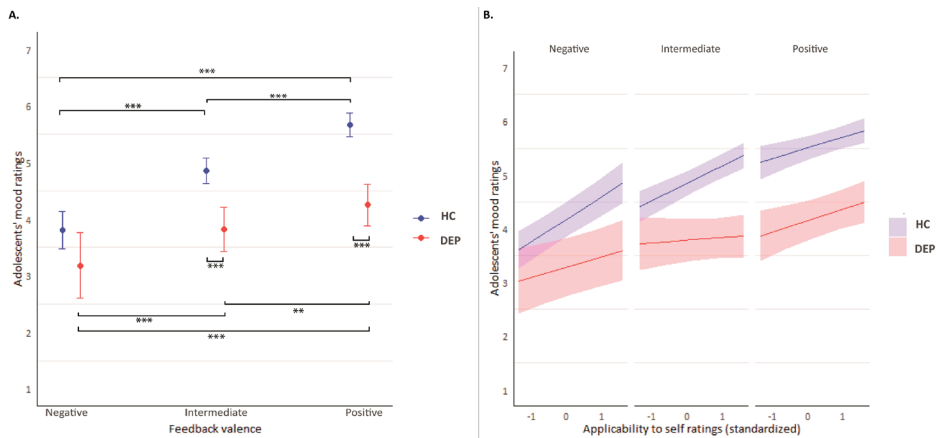 A.
7
6
5
4
3
2
1
Adolescents' mood ratings
***
***
***
***
***
***
**
***
Negative
Intermediate
Positive
Feedback valence
HC
DEP
B.
Negative
Intermediate
Positive
7
6
5
4
3
2
1
Adolescents' mood ratings
-1 0 1 -1 0 1 -1 0 1
Applicability to self ratings (standardized)
HC
DEP